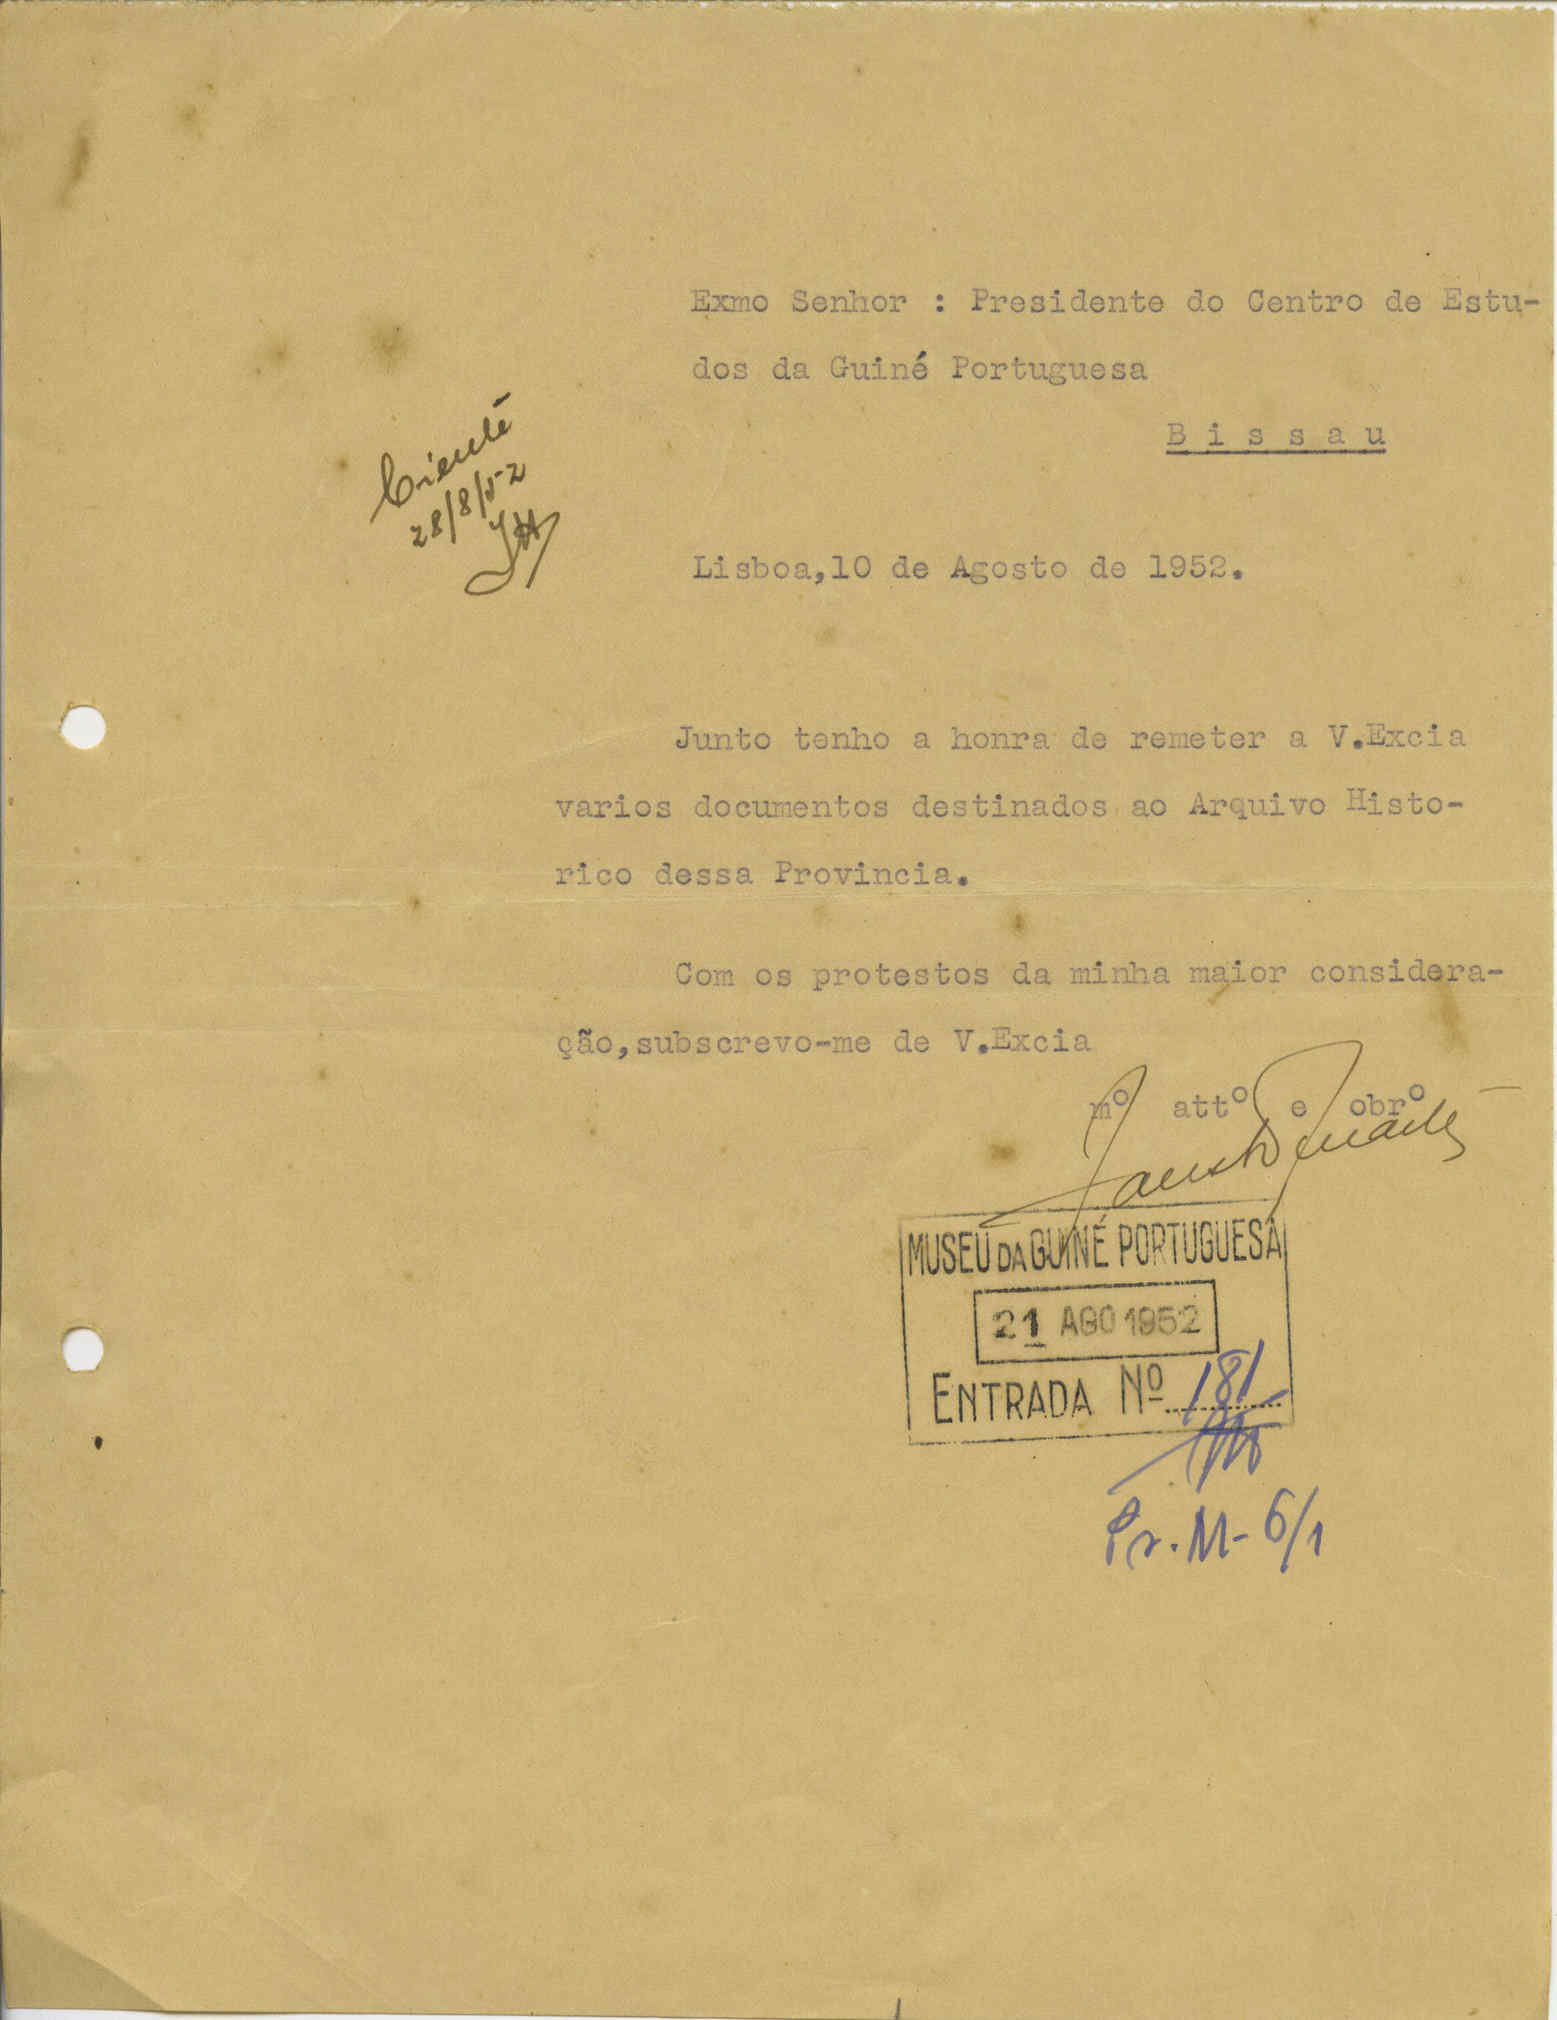 Exmo Senhor : Presidente do Centro de Estu-
dos da Guiné Portuguesa
Bissau
Ciente
28/8/52
Lisboa,10 de Agosto de 1952.
Junto tenho a honra de remeter a V.Excia
varios documentos destinados ao Arquivo Histo-
rico dessa Provincia.
Com os protestos da minha maior considera-
ção,subscrevo-me de V.Excia
mº attº e obrº
Fausto Duarte
MUSEU DA GUINÉ PORTUGUESA
21 AGO 1952
ENTRADA Nº 181
Pr. M-6/1